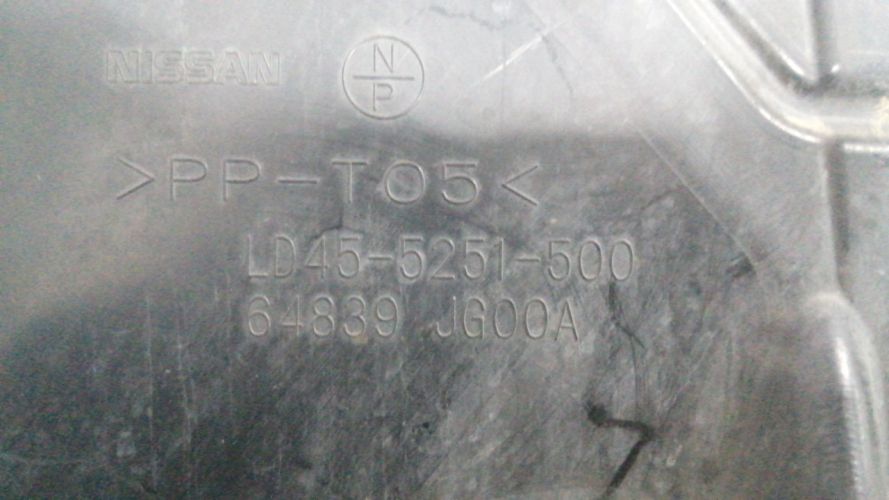 NISSAN N P
>PP-T05<
LD45-5251-500
64839 JG00A